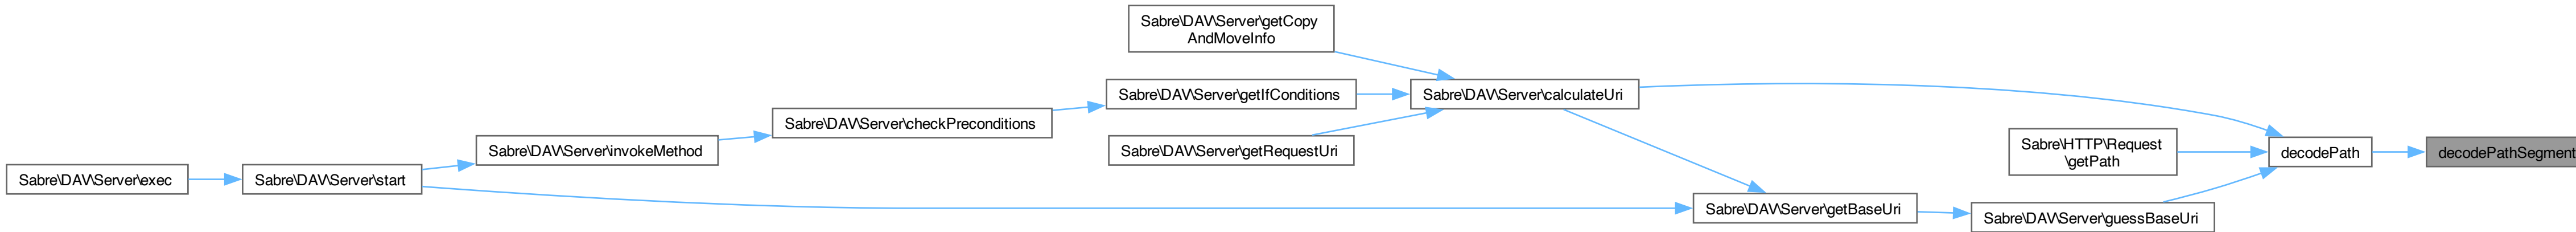 Sabre\DAV\Server\getCopy
AndMoveInfo
Sabre\DAV\Server\getIfConditions
Sabre\DAV\Server\calculateUri
Sabre\DAV\Server\checkPreconditions
Sabre\HTTP\Request
\getPath
Sabre\DAV\Server\invokeMethod
Sabre\DAV\Server\getRequestUri
decodePath
decodePathSegment
Sabre\DAV\Server\exec
Sabre\DAV\Server\start
Sabre\DAV\Server\getBaseUri
Sabre\DAV\Server\guessBaseUri